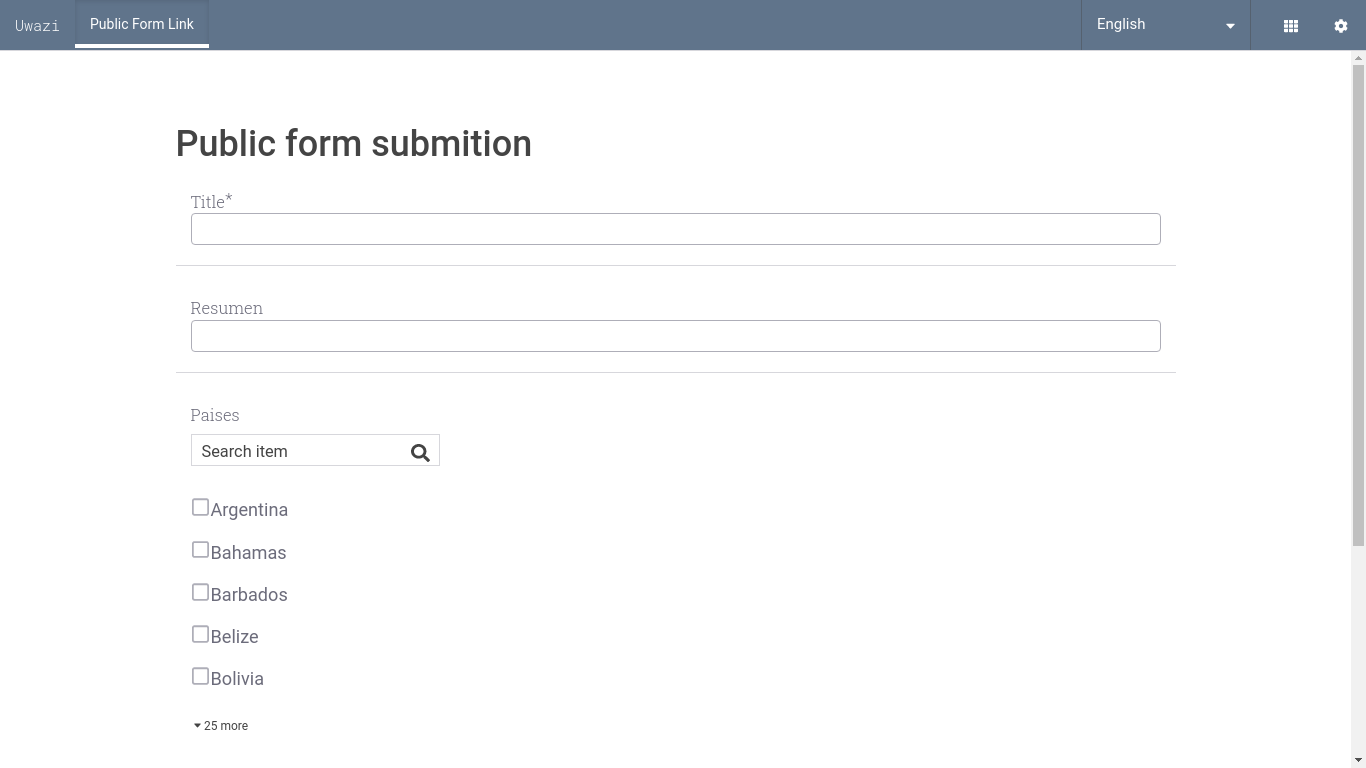 Uwazi
Public Form Link
English
Public form submition
Title*
Resumen
Paises
Search item
Argentina
Bahamas
Barbados
Belize
Bolivia
25 more